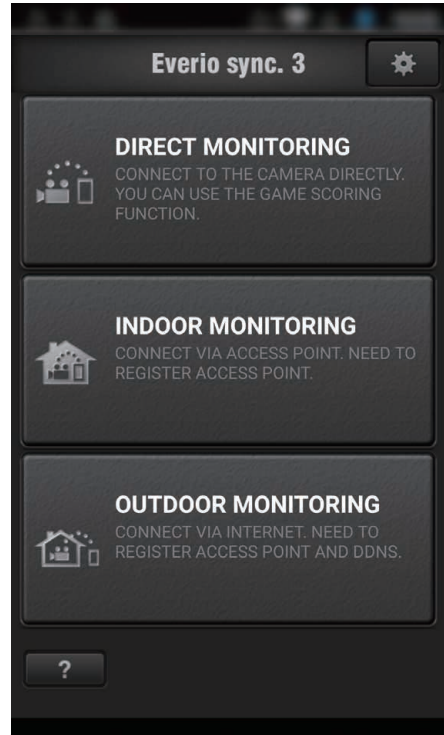 Everio sync. 3
DIRECT MONITORING
CONNECT TO THE CAMERA DIRECTLY.
YOU CAN USE THE GAME SCORING
FUNCTION.
INDOOR MONITORING
CONNECT VIA ACCESS POINT. NEED TO
REGISTER ACCESS POINT.
OUTDOOR MONITORING
CONNECT VIA INTERNET. NEED TO
REGISTER ACCESS POINT AND DDNS.
?